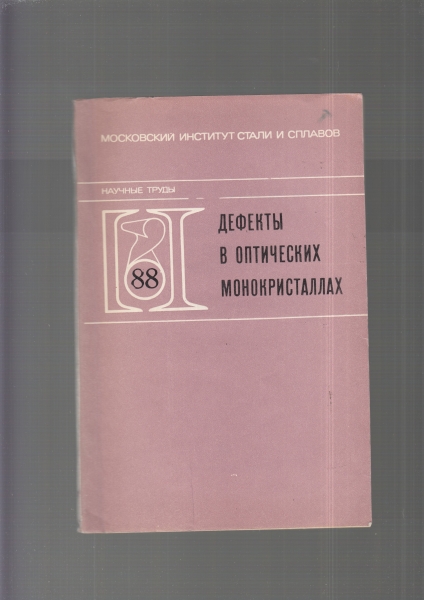 МОСКОВСКИЙ ИНСТИТУТ СТАЛИ И СПЛАВОВ
НАУЧНЫЕ ТРУДЫ
88
ДЕФЕКТЫ
В ОПТИЧЕСКИХ
МОНОКРИСТАЛЛАХ